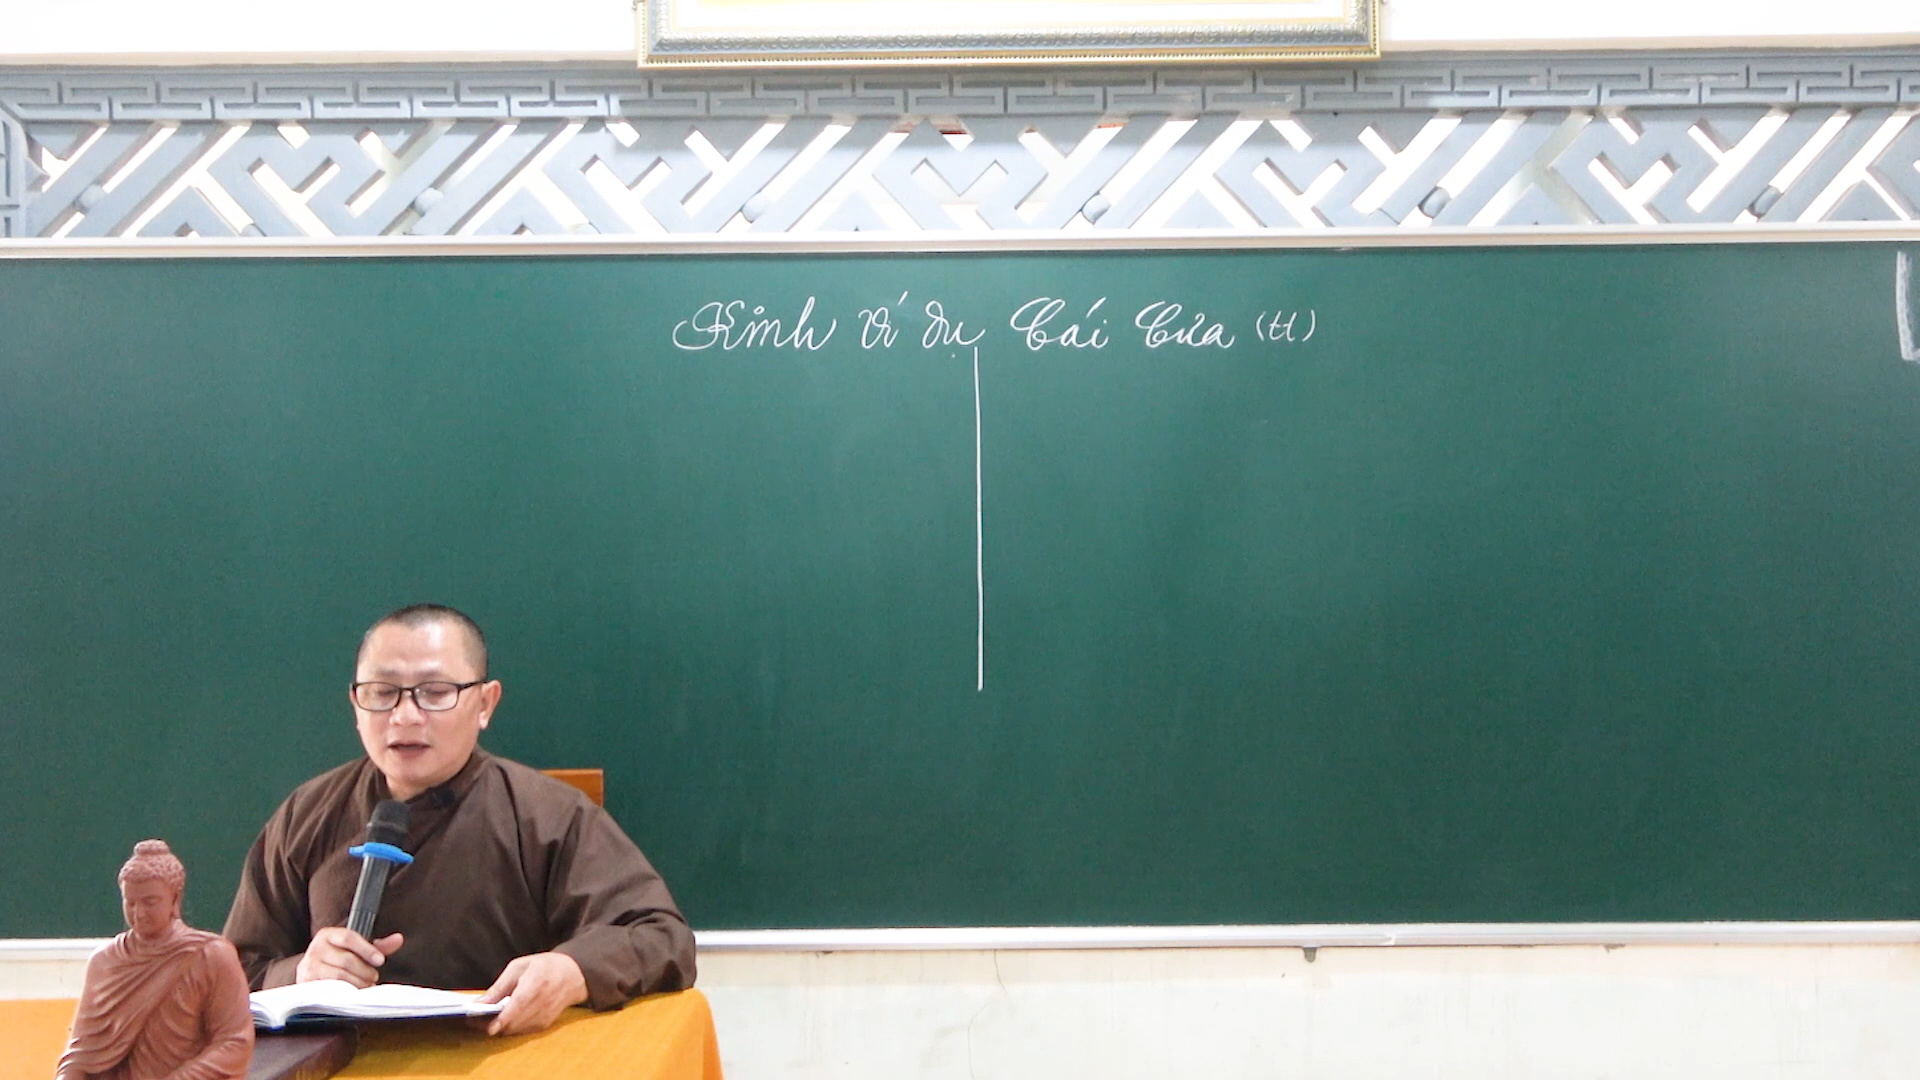 Kinh ví dụ Cái Cưa (tt)